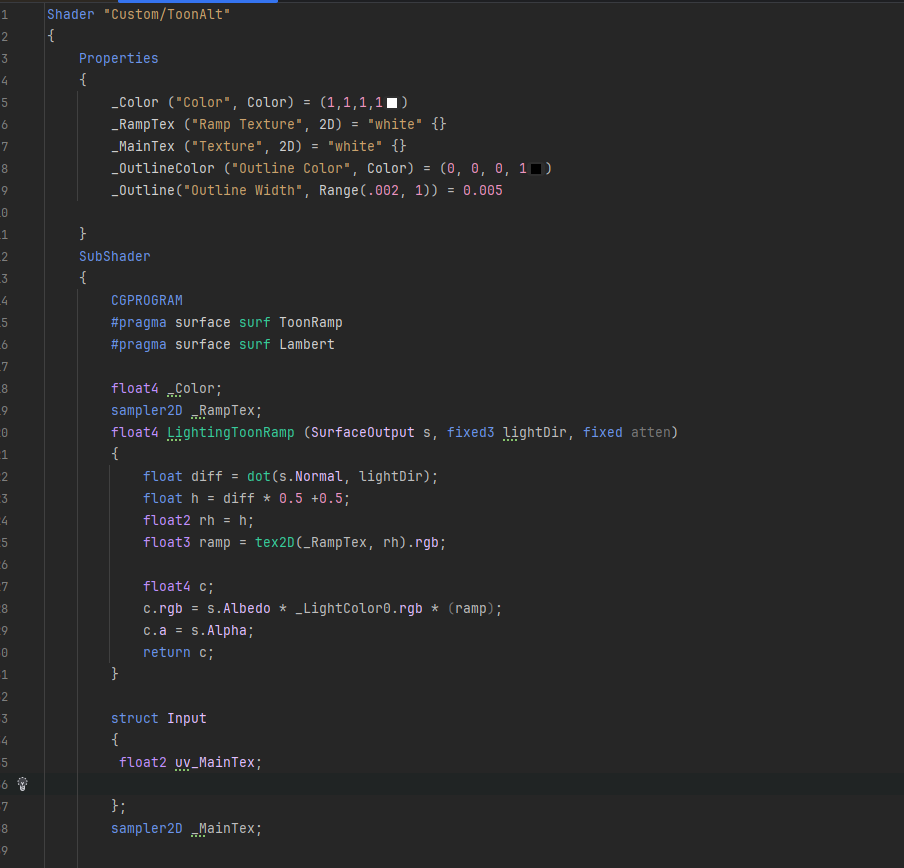 1 Shader "Custom/ToonAlt"
2 {
3 Properties
4 {
5 _Color ("Color", Color) = (1,1,1,1)
6 _RampTex ("Ramp Texture", 2D) = "white" {}
7 _MainTex ("Texture", 2D) = "white" {}
8 _OutlineColor ("Outline Color", Color) = (0, 0, 0, 1)
9 _Outline("Outline Width", Range(.002, 1)) = 0.005
0
1 }
2 SubShader
3 {
4 CGPROGRAM
5 #pragma surface surf ToonRamp
6 #pragma surface surf Lambert
7
8 float4 _Color;
9 sampler2D _RampTex;
0 float4 LightingToonRamp (SurfaceOutput s, fixed3 lightDir, fixed atten)
1 {
2 float diff = dot(s.Normal, lightDir);
3 float h = diff * 0.5 +0.5;
4 float2 rh = h;
5 float3 ramp = tex2D(_RampTex, rh).rgb;
6
7 float4 c;
8 c.rgb = s.Albedo * _LightColor0.rgb * (ramp);
9 c.a = s.Alpha;
0 return c;
1 }
2
3 struct Input
4 {
5 float2 uv_MainTex;
6
7 };
8 sampler2D _MainTex;
9